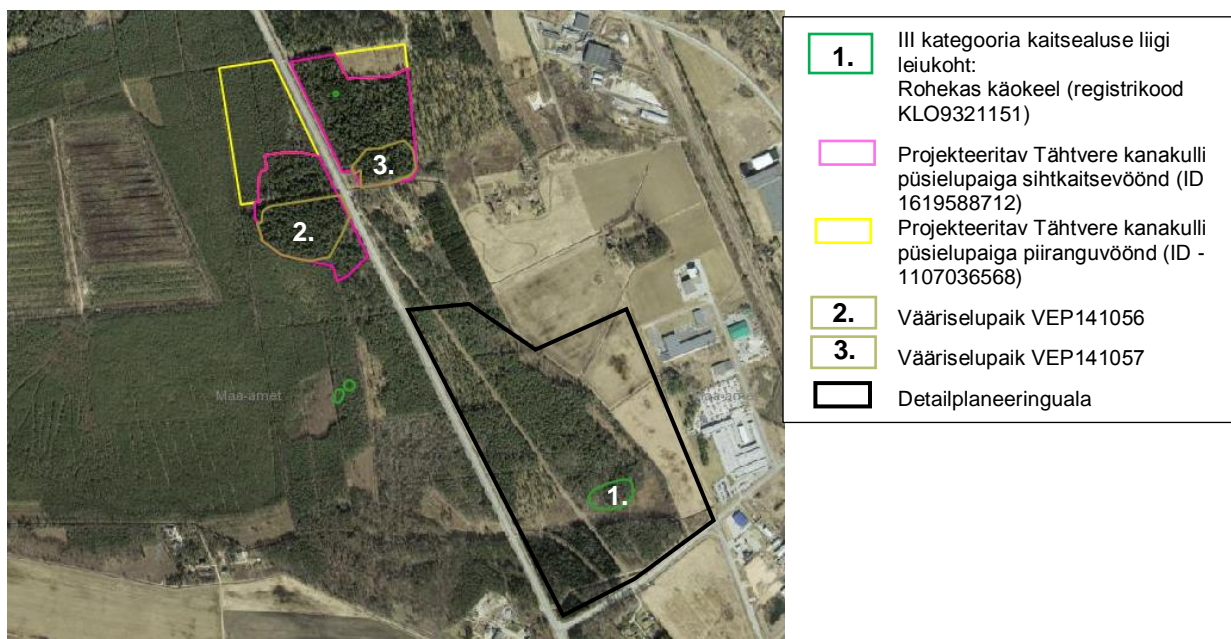 3.
2.
Maa-amet
Maa-amet
1.
1.
III kategooria kaitsealuse liigi
leiukoht:
Rohekas käokeel (registrikood
KLO9321151)
Projekteeritav Tähtvere kanakulli
püsielupaiga sihtkaitsevöönd (ID
1619588712)
Projekteeritav Tähtvere kanakulli
püsielupaiga piiranguvöönd (ID -
1107036568)
2.
Vääriselupaik VEP141056
3.
Vääriselupaik VEP141057
Detailplaneeringuala